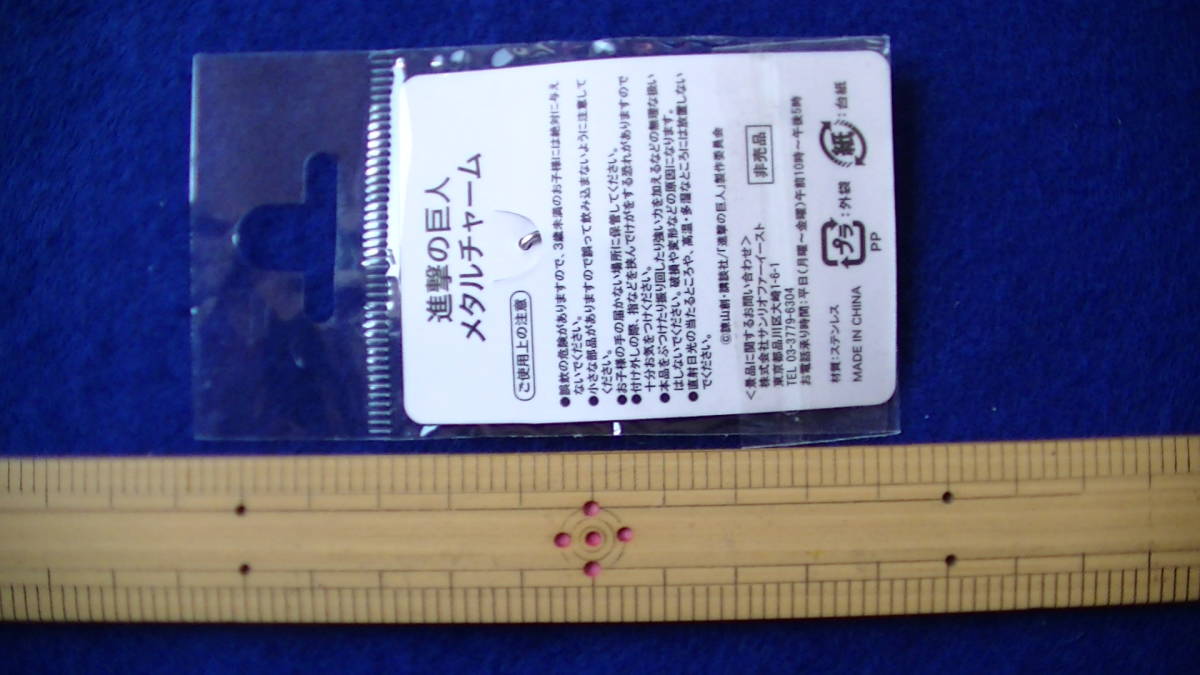 進撃の巨人
メタルチャーム
ご使用上の注意
●誤飲の危険がありますので、3歳未満のお子様には絶対に与え
ないでください。
●小さな部品がありますので誤って飲み込まないように注意して
ください。
●お子様の手の届かない場所に保管してください。
●付け外しの際、指などを挟んでけがをする恐れがありますので
十分お気をつけください。
●本品をぶつけたり振り回したり強い力を加えるなどの無理な扱い
はしないでください。破損や変形などの原因になります。
●直射日光の当たるところや、高温・多湿なところには放置しない
でください。
©諫山創・講談社/「進撃の巨人」製作委員会
<景品に関するお問い合わせ>
非売品
株式会社サンリオファーイースト
東京都品川区大崎1-6-1
TEL 03-3779-6304
お電話承り時間:平日(月曜〜金曜)午前10時〜午後5時
材質:ステンレス
プラ:外袋
紙:台紙
MADE IN CHINA
PP